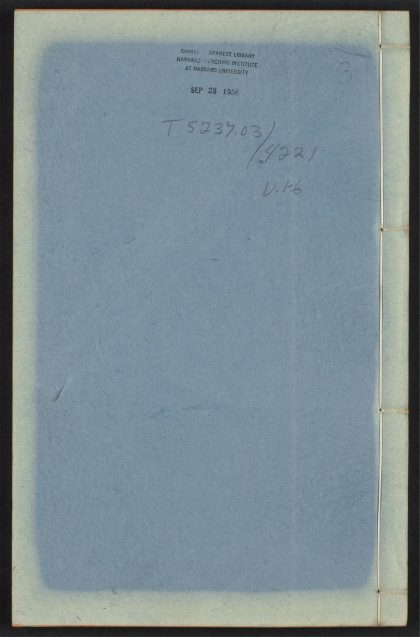 CHINESE-JAPANESE LIBRARY
HARVARD-YENCHING INSTITUTE
AT HARVARD UNIVERSITY
SEP 28 1956
3
T 5237.03/
/4221
V.16